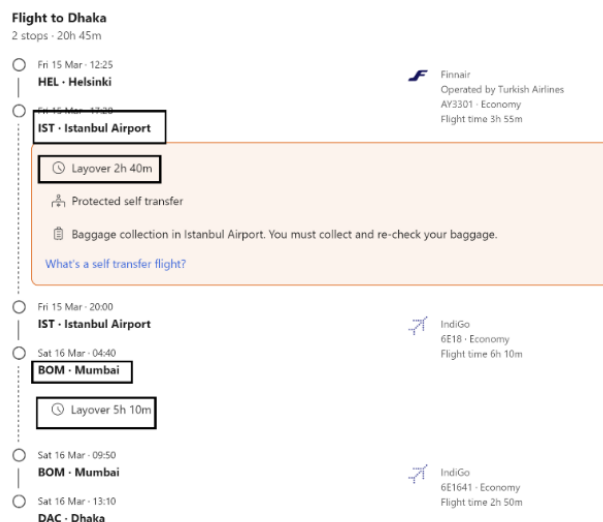 Flight to Dhaka
2 stops · 20h 45m
Fri 15 Mar · 12:25
HEL · Helsinki
Finnair
Operated by Turkish Airlines
AY3301 · Economy
Flight time 3h 55m
Fri 15 Mar · 17:20
IST · Istanbul Airport
Layover 2h 40m
Protected self transfer
Baggage collection in Istanbul Airport. You must collect and re-check your baggage.
What's a self transfer flight?
Fri 15 Mar · 20:00
IST · Istanbul Airport
IndiGo
6E18 · Economy
Flight time 6h 10m
Sat 16 Mar · 04:40
BOM · Mumbai
Layover 5h 10m
Sat 16 Mar · 09:50
BOM · Mumbai
IndiGo
6E1641 · Economy
Flight time 2h 50m
Sat 16 Mar · 13:10
DAC · Dhaka